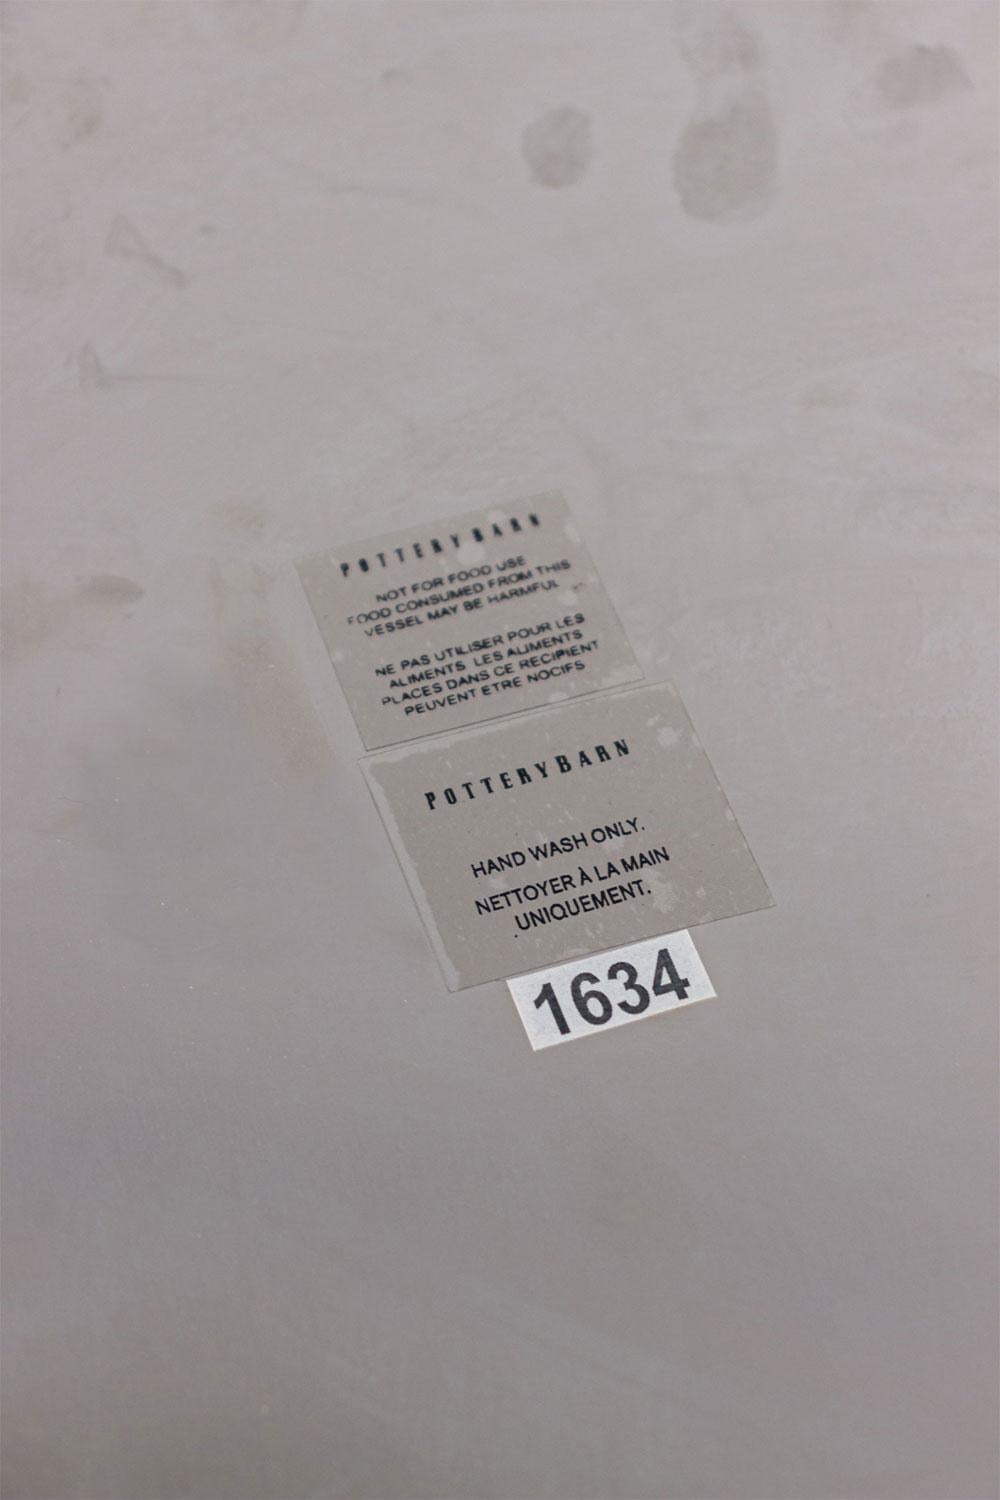 POTTERYBARN
NOT FOR FOOD USE
FOOD CONSUMED FROM THIS
VESSEL MAY BE HARMFUL
NE PAS UTILISER POUR LES
ALIMENTS LES ALIMENTS
PLACES DANS CE RECIPIENT
PEUVENT ETRE NOCIFS
POTTERYBARN
HAND WASH ONLY.
NETTOYER À LA MAIN
UNIQUEMENT.
1634